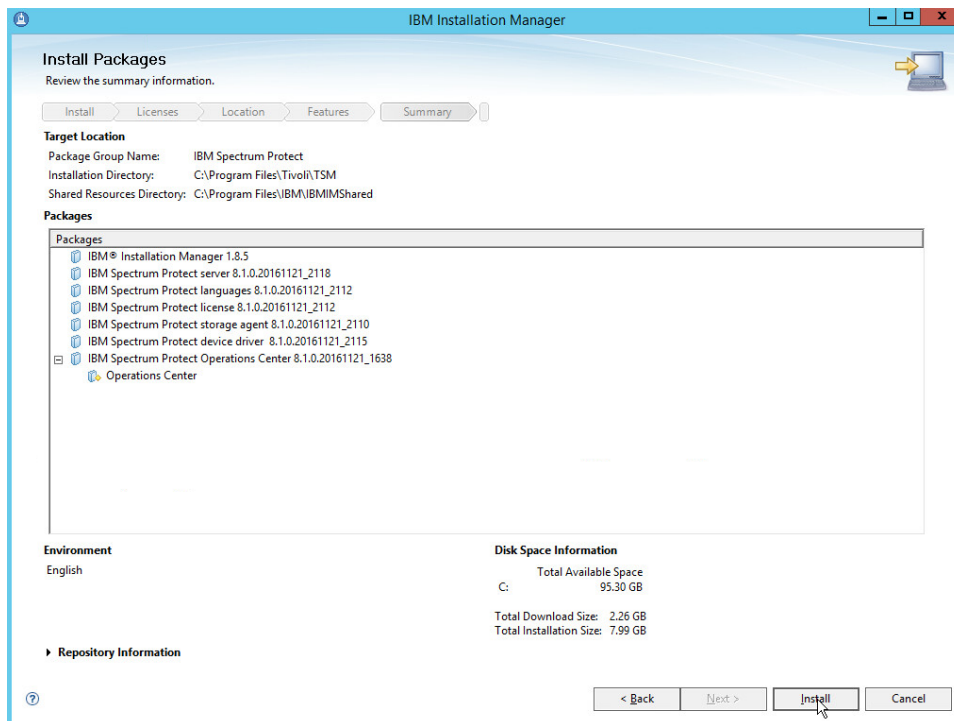 IBM Installation Manager
Install Packages
Review the summary information.
Install Licenses Location Features Summary
Target Location
Package Group Name: IBM Spectrum Protect
Installation Directory: C:\Program Files\Tivoli\TSM
Shared Resources Directory: C:\Program Files\IBM\IBMIMShared
Packages
Packages
IBM® Installation Manager 1.8.5
IBM Spectrum Protect server 8.1.0.20161121_2118
IBM Spectrum Protect languages 8.1.0.20161121_2112
IBM Spectrum Protect license 8.1.0.20161121_2112
IBM Spectrum Protect storage agent 8.1.0.20161121_2110
IBM Spectrum Protect device driver 8.1.0.20161121_2115
IBM Spectrum Protect Operations Center 8.1.0.20161121_1638
Operations Center
Environment Disk Space Information
English Total Available Space
C: 95.30 GB
Total Download Size: 2.26 GB
Total Installation Size: 7.99 GB
Repository Information
< Back Next > Install Cancel